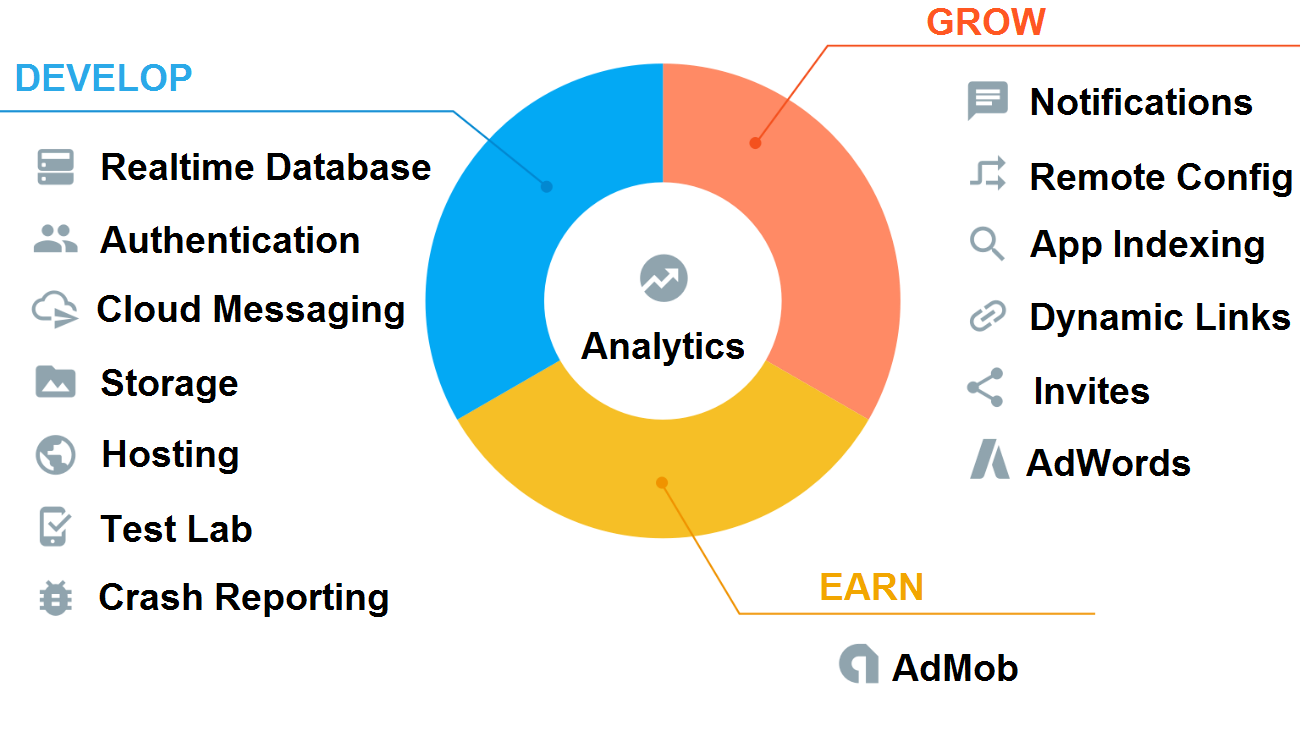 DEVELOP
Realtime Database
Authentication
Cloud Messaging
Storage
Hosting
Test Lab
Crash Reporting
Analytics
GROW
Notifications
Remote Config
App Indexing
Dynamic Links
Invites
AdWords
EARN
AdMob